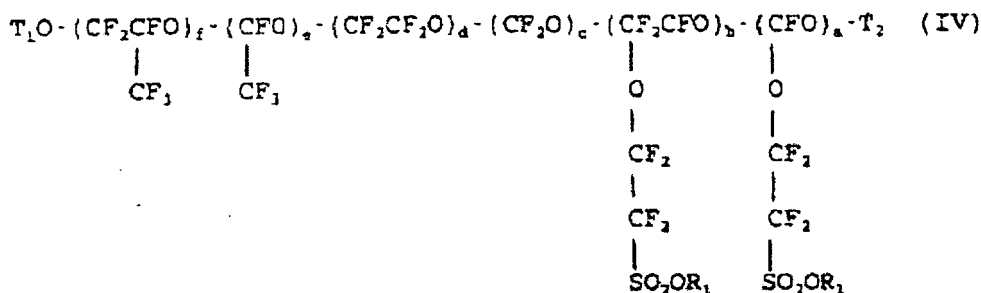 T₁O-(CF₂CFO)f-(CFO)e-(CF₂CF₂O)d-(CF₂O)c-(CF₂CFO)b-(CFO)a-T₂ (IV)
CF₃ CF₃ O O
CF₂ CF₂
CF₂ CF₂
SO₂OR₁ SO₂OR₁